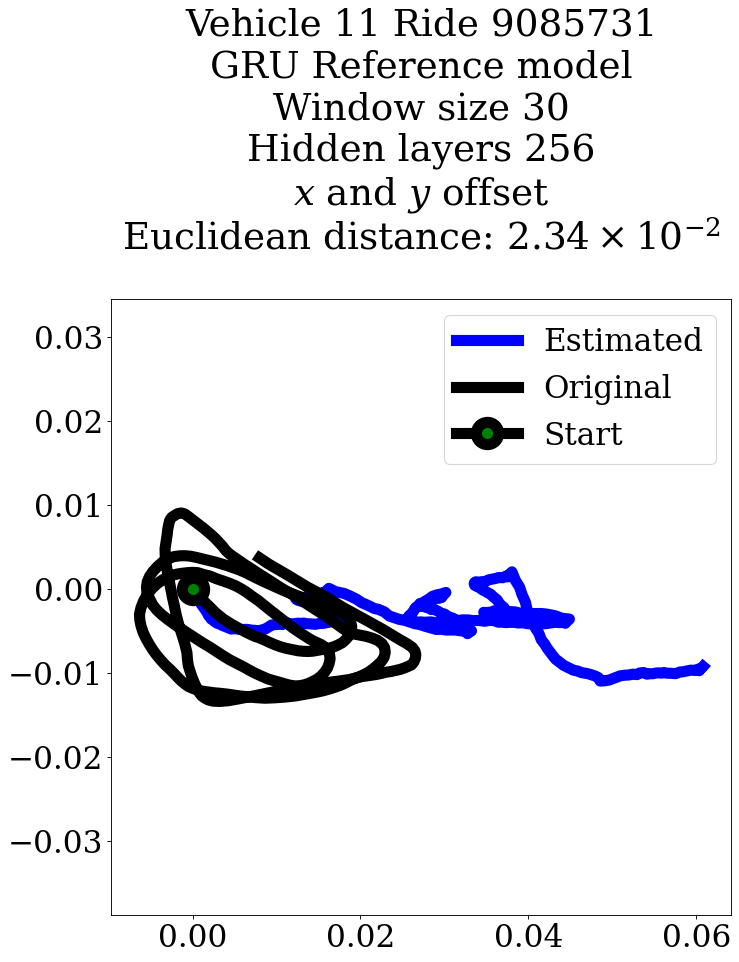 Vehicle 11 Ride 9085731
GRU Reference model
Window size 30
Hidden layers 256
x and y offset
Euclidean distance: 2.34 × 10⁻²
Estimated
Original
Start
0.03
0.02
0.01
0.00
−0.01
−0.02
−0.03
0.00 0.02 0.04 0.06